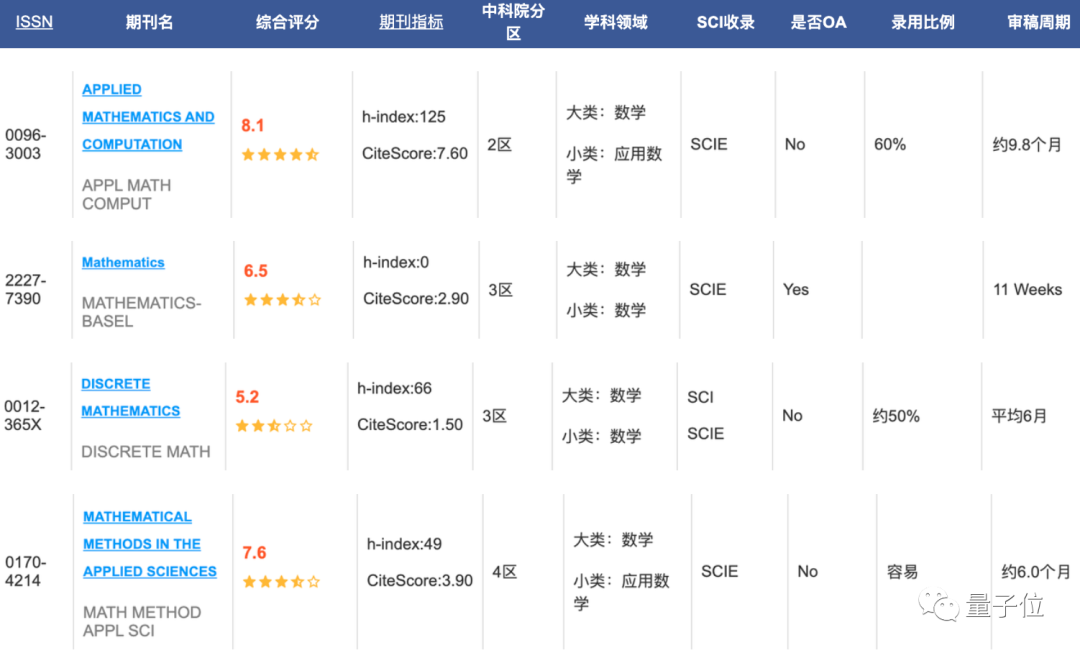 ISSN
期刊名
综合评分
期刊指标
中科院分
区
学科领域
SCI收录
是否OA
录用比例
审稿周期
0096-
3003
APPLIED
MATHEMATICS AND
COMPUTATION
APPL MATH
COMPUT
8.1
h-index:125
CiteScore:7.60
2区
大类：数学
小类：应用数
学
SCIE
No
60%
约9.8个月
2227-
7390
Mathematics
MATHEMATICS-
BASEL
6.5
h-index:0
CiteScore:2.90
3区
大类：数学
小类：数学
SCIE
Yes
11 Weeks
0012-
365X
DISCRETE
MATHEMATICS
DISCRETE MATH
5.2
h-index:66
CiteScore:1.50
3区
大类：数学
小类：数学
SCI
SCIE
No
约50%
平均6月
0170-
4214
MATHEMATICAL
METHODS IN THE
APPLIED SCIENCES
MATH METHOD
APPL SCI
7.6
h-index:49
CiteScore:3.90
4区
大类：数学
小类：应用数
学
SCIE
No
容易
约6.0个月
量子位